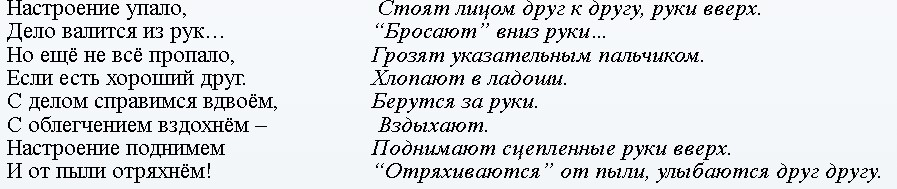 Настроение упало, Стоят лицом друг к другу, руки вверх.
Дело валится из рук… “Бросают” вниз руки…
Но ещё не всё пропало, Грозят указательным пальчиком.
Если есть хороший друг. Хлопают в ладоши.
С делом справимся вдвоём, Берутся за руки.
С облегчением вздохнём – Вздыхают.
Настроение поднимем Поднимают сцепленные руки вверх.
И от пыли отряхнём! “Отряхиваются” от пыли, улыбаются друг другу.